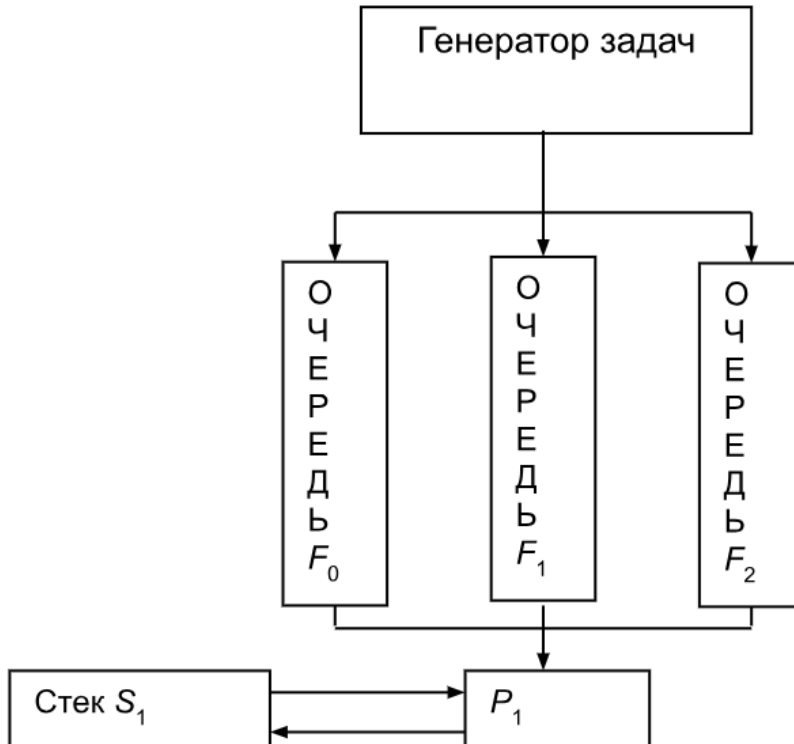 Генератор задач
О
Ч
Е
Р
Е
Д
Ь
F₀
О
Ч
Е
Р
Е
Д
Ь
F₁
О
Ч
Е
Р
Е
Д
Ь
F₂
Стек S₁
P₁